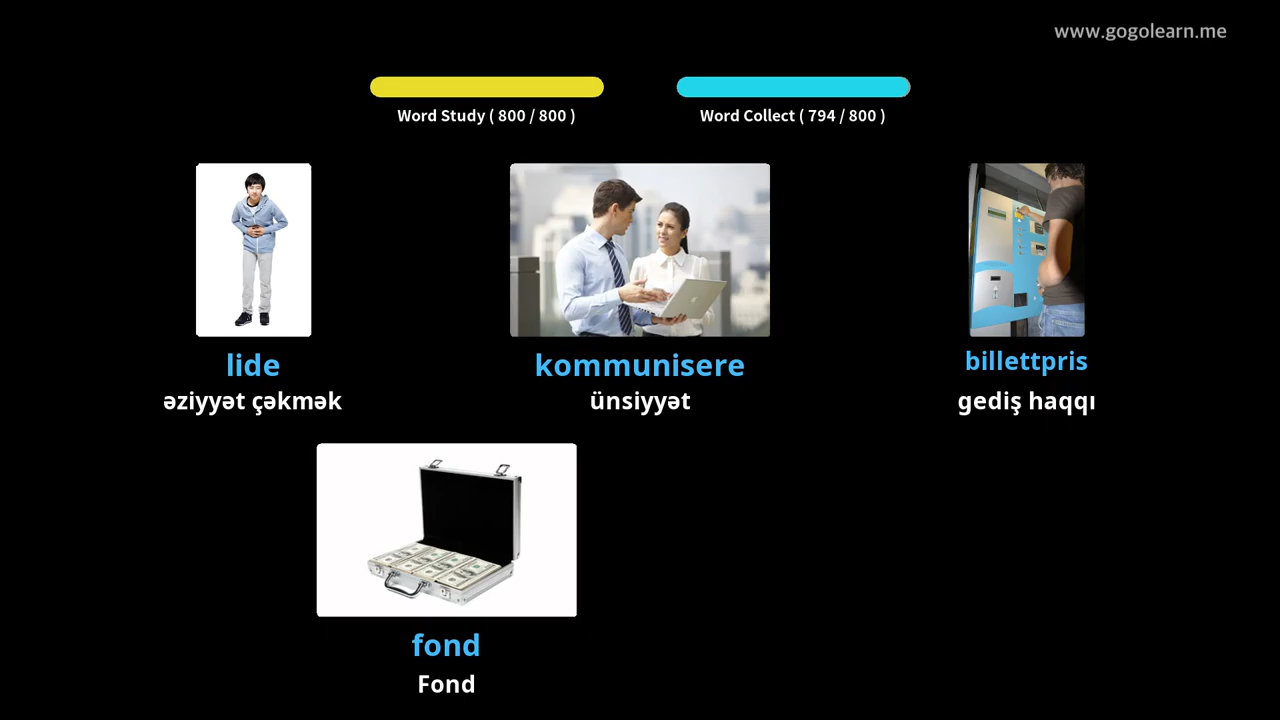 www.gogolearn.me
Word Study ( 800 / 800 )
Word Collect ( 794 / 800 )
lide
əziyyət çəkmək
kommunisere
ünsiyyət
billettpris
gediş haqqı
fond
Fond